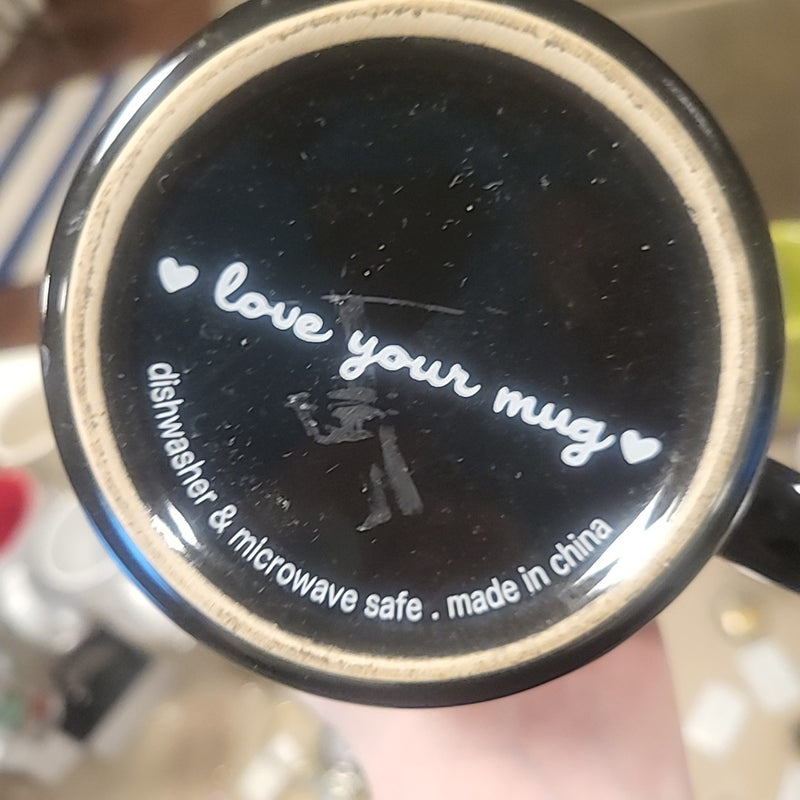 ♥ love your mug ♥
dishwasher & microwave safe . made in china